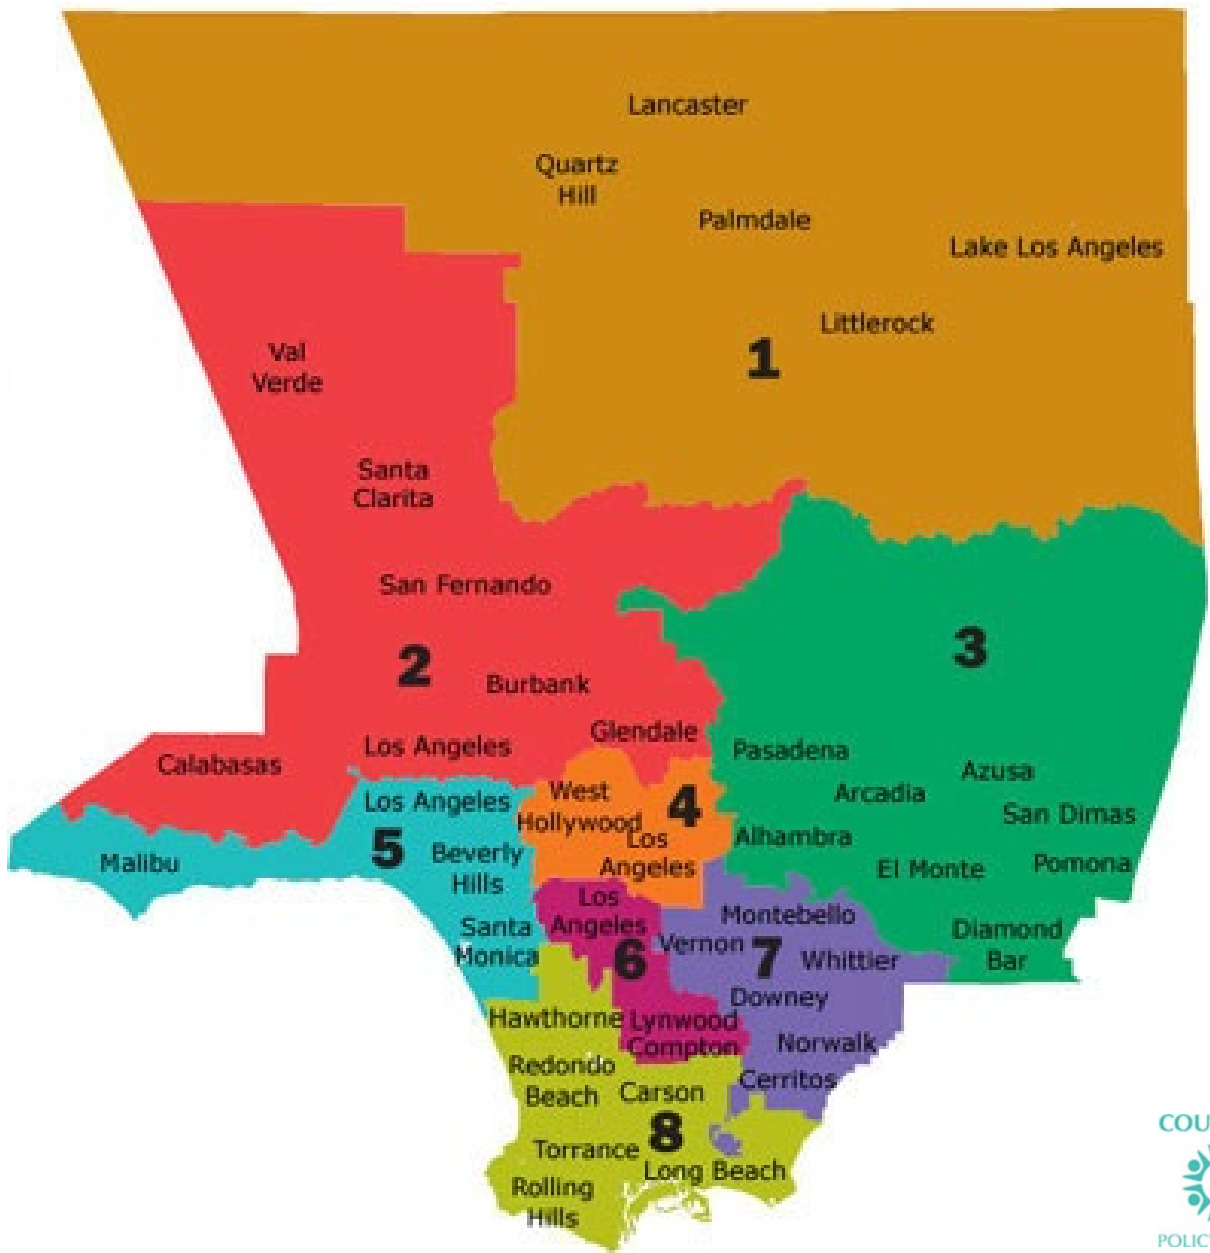 Lancaster
Quartz
Hill
Palmdale
Lake Los Angeles
Littlerock
1
Val
Verde
Santa
Clarita
San Fernando
2
Burbank
Glendale
Los Angeles
Calabasas
3
Pasadena
Azusa
Arcadia
San Dimas
Alhambra
El Monte
Pomona
Diamond
Bar
West
Hollywood
4
Los
Angeles
Los Angeles
5
Beverly
Hills
Malibu
Santa
Monica
Los
Angeles
6
Lynwood
Compton
Montebello
Vernon
7
Whittier
Downey
Norwalk
Cerritos
Hawthorne
Redondo
Beach
Carson
8
Torrance
Long Beach
Rolling
Hills
COU
POLIC